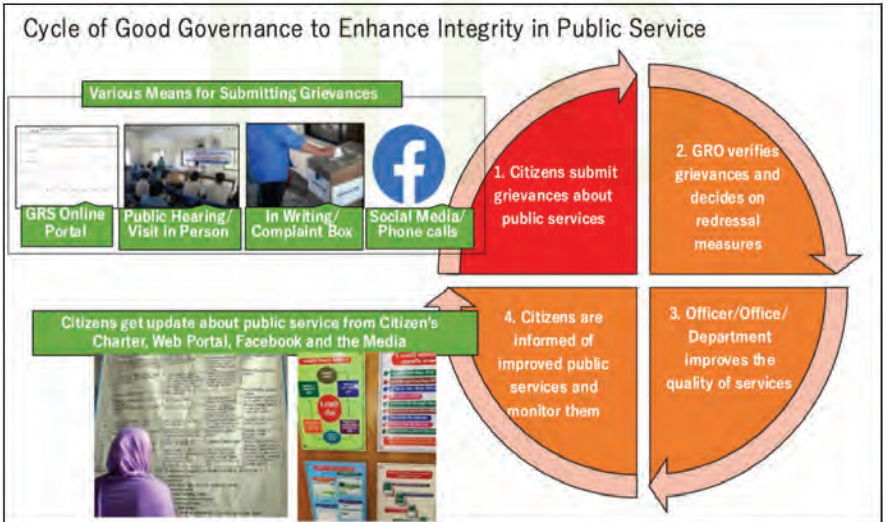 Cycle of Good Governance to Enhance Integrity in Public Service
Various Means for Submitting Grievances
GRS Online
Portal
Public Hearing/
Visit in Person
In Writing/
Complaint Box
Social Media/
Phone calls
1. Citizens submit
grievances about
public services
2. GRO verifies
grievances and
decides on
redressal
measures
3. Officer/Office/
Department
improves the
quality of services
4. Citizens are
informed of
improved public
services and
monitor them
Citizens get update about public service from Citizen's
Charter, Web Portal, Facebook and the Media